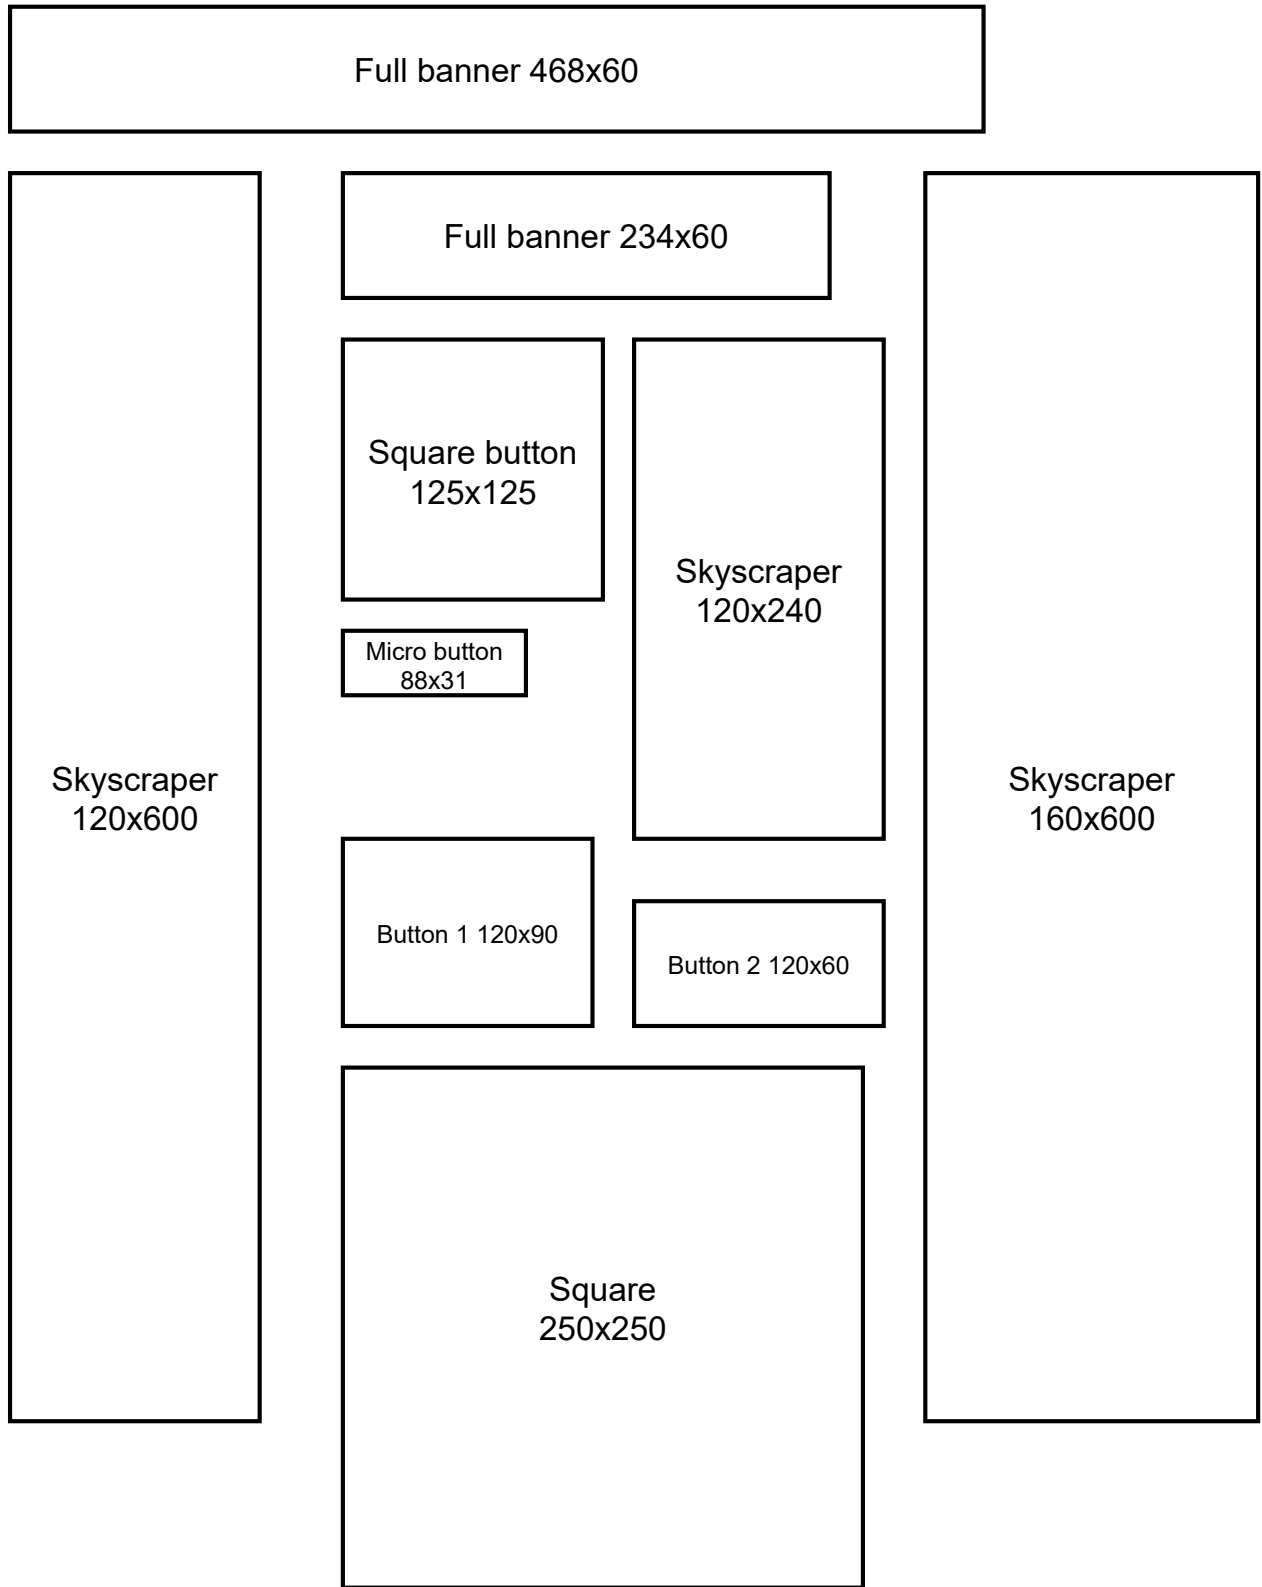 Full banner 468x60
Full banner 234x60
Square button
125x125
Skyscraper
120x240
Micro button
88x31
Skyscraper
120x600
Skyscraper
160x600
Button 1 120x90
Button 2 120x60
Square
250x250